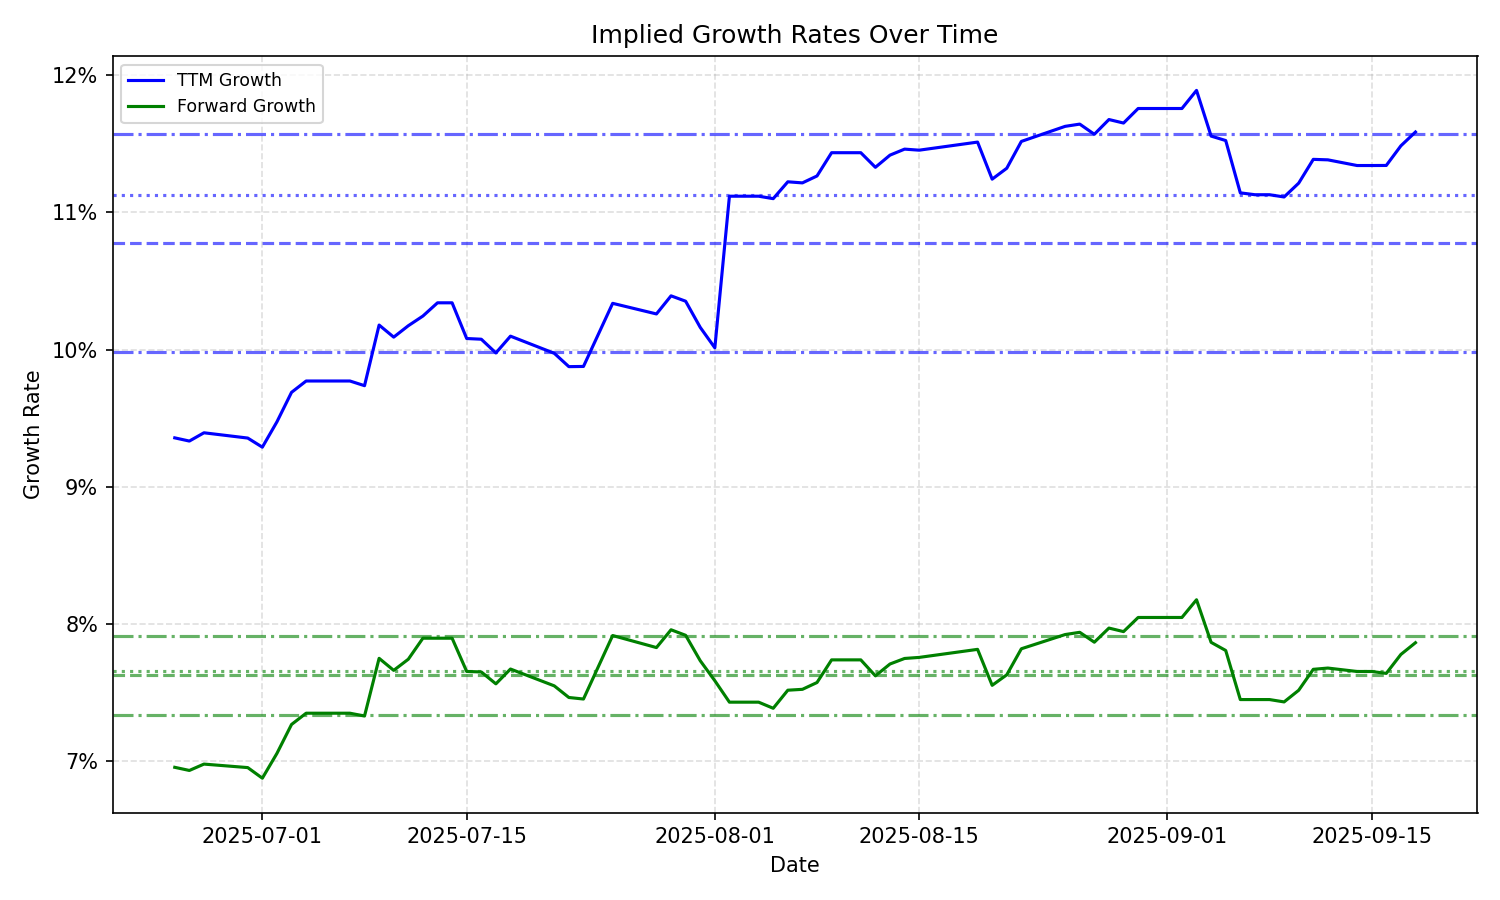 Implied Growth Rates Over Time
TTM Growth
Forward Growth
12%
11%
10%
9%
8%
7%
Growth Rate
2025-07-01
2025-07-15
2025-08-01
2025-08-15
2025-09-01
2025-09-15
Date